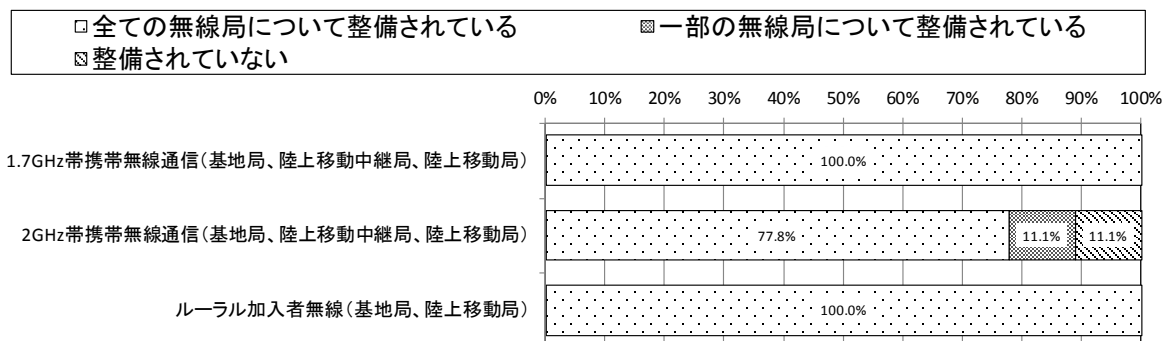 全ての無線局について整備されている 一部の無線局について整備されている
整備されていない
0% 10% 20% 30% 40% 50% 60% 70% 80% 90% 100%
1.7GHz帯携帯無線通信(基地局、陸上移動中継局、陸上移動局) 100.0%
2GHz帯携帯無線通信(基地局、陸上移動中継局、陸上移動局) 77.8% 11.1% 11.1%
ルーラル加入者無線(基地局、陸上移動局) 100.0%